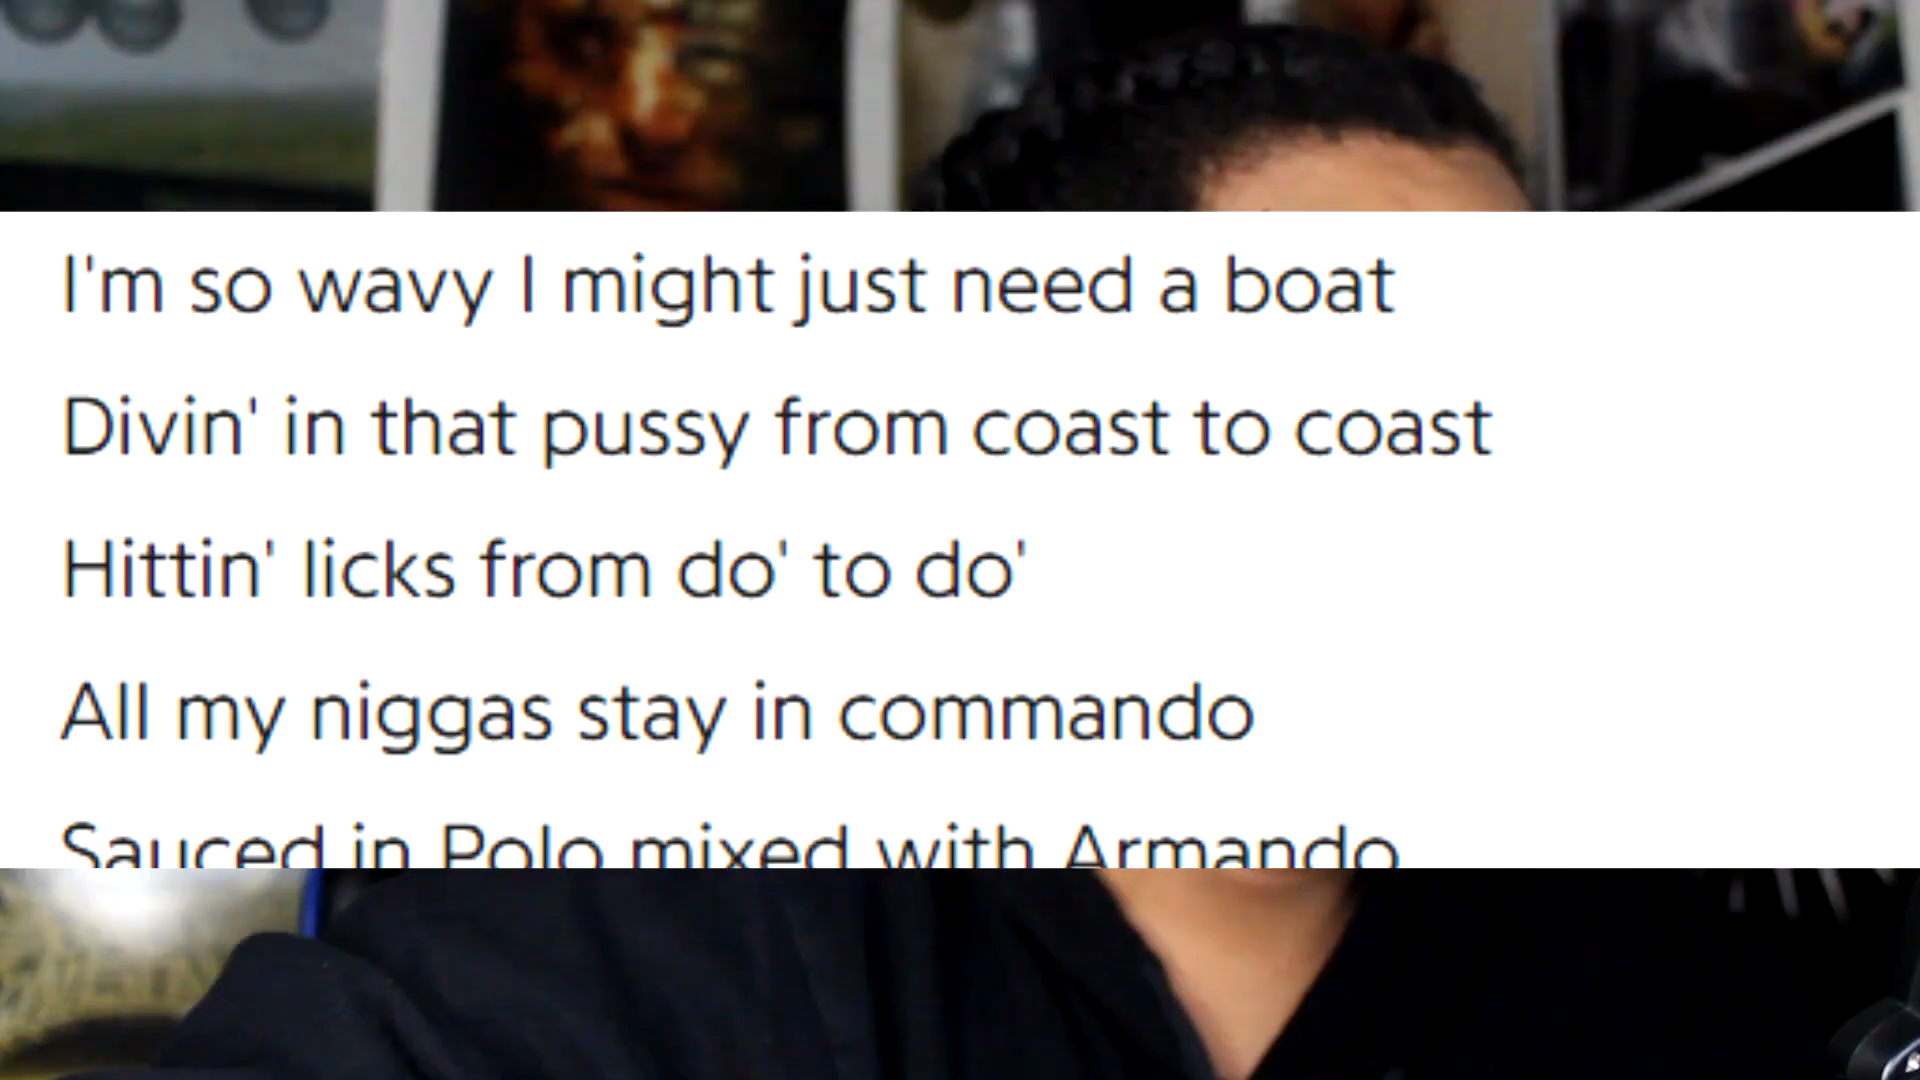 I'm so wavy I might just need a boat
Divin' in that pussy from coast to coast
Hittin' licks from do' to do'
All my niggas stay in commando
Sauced in Polo mixed with Armando